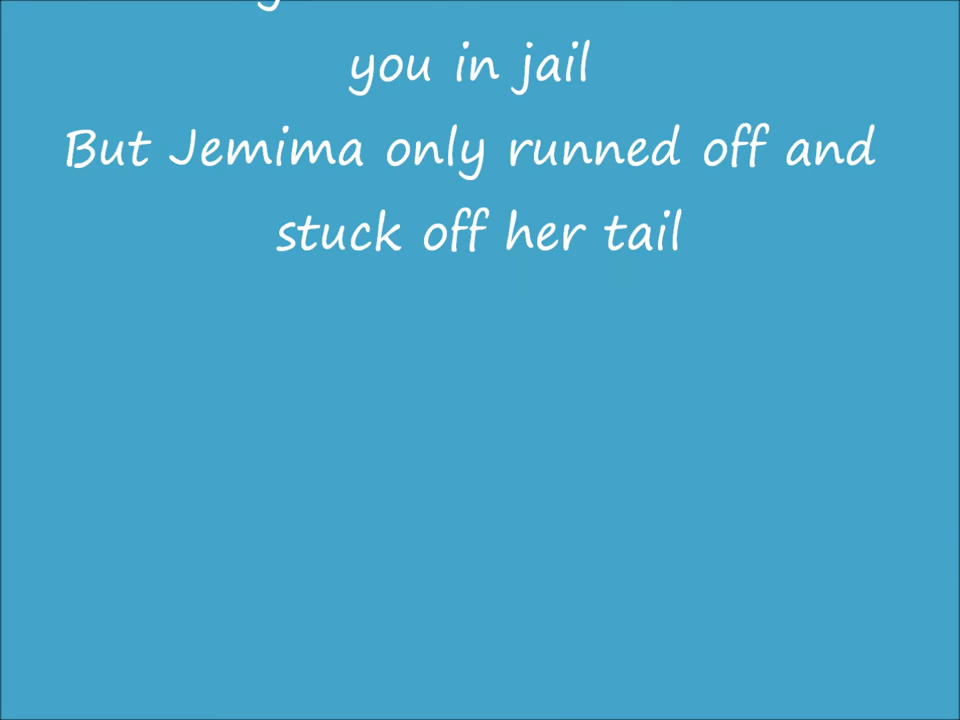 you in jail
But Jemima only runned off and
stuck off her tail